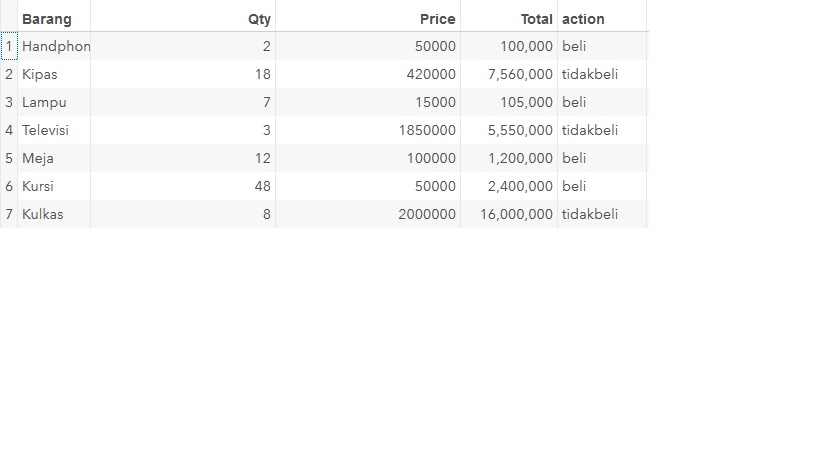 Barang Qty Price Total action
1 Handphon 2 50000 100,000 beli
2 Kipas 18 420000 7,560,000 tidakbeli
3 Lampu 7 15000 105,000 beli
4 Televisi 3 1850000 5,550,000 tidakbeli
5 Meja 12 100000 1,200,000 beli
6 Kursi 48 50000 2,400,000 beli
7 Kulkas 8 2000000 16,000,000 tidakbeli